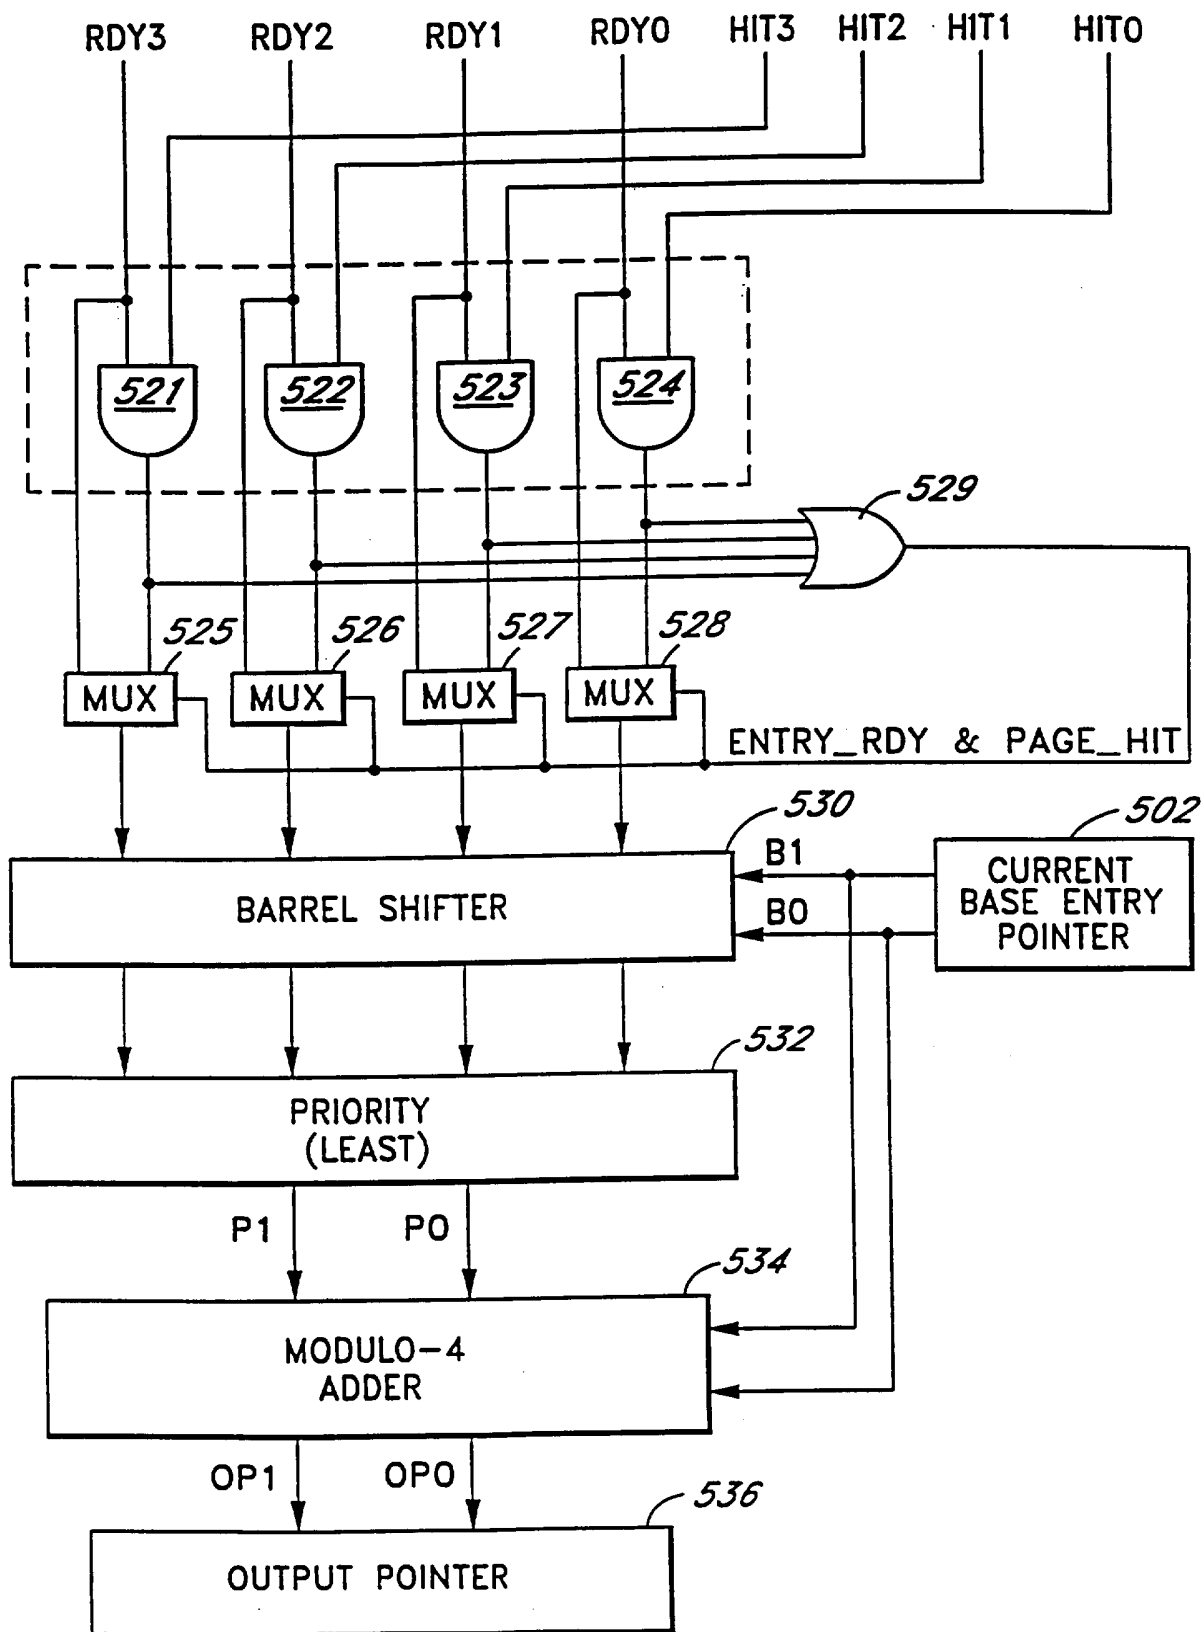 RDY3 RDY2 RDY1 RDY0 HIT3 HIT2 HIT1 HIT0
521 522 523 524
529
525 526 527 528
MUX MUX MUX MUX
ENTRY_RDY & PAGE_HIT
530
502
B1
B0
BARREL SHIFTER
CURRENT
BASE ENTRY
POINTER
532
PRIORITY
(LEAST)
P1 P0
534
MODULO-4
ADDER
OP1 OP0
536
OUTPUT POINTER